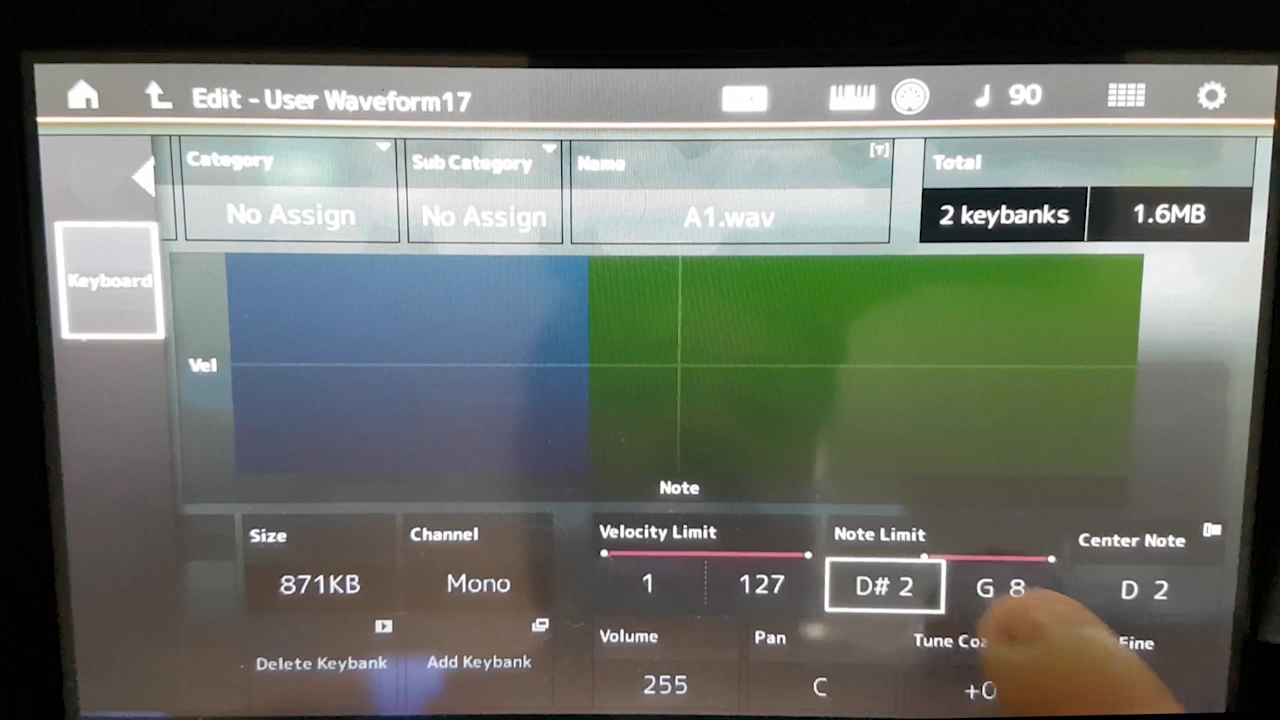 Edit - User Waveform17
90
Category
Sub Category
Name
[T]
Total
No Assign
No Assign
A1.wav
2 keybanks
1.6MB
Keyboard
Vel
Note
Size
Channel
Velocity Limit
Note Limit
Center Note
871KB
Mono
1
127
D# 2
G 8
D 2
Delete Keybank
Add Keybank
Volume
Pan
Tune Coa
Fine
255
C
+0